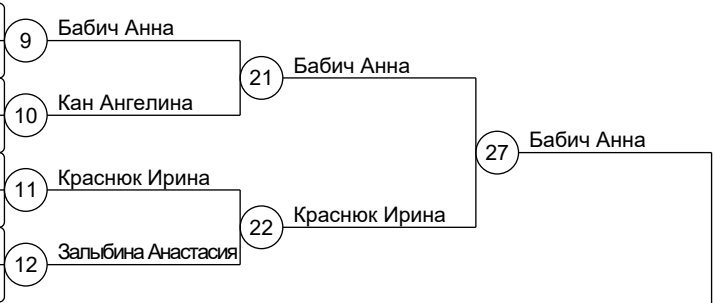 9 Бабич Анна
21 Бабич Анна
10 Кан Ангелина
27 Бабич Анна
11 Краснюк Ирина
22 Краснюк Ирина
12 Залыбина Анастасия